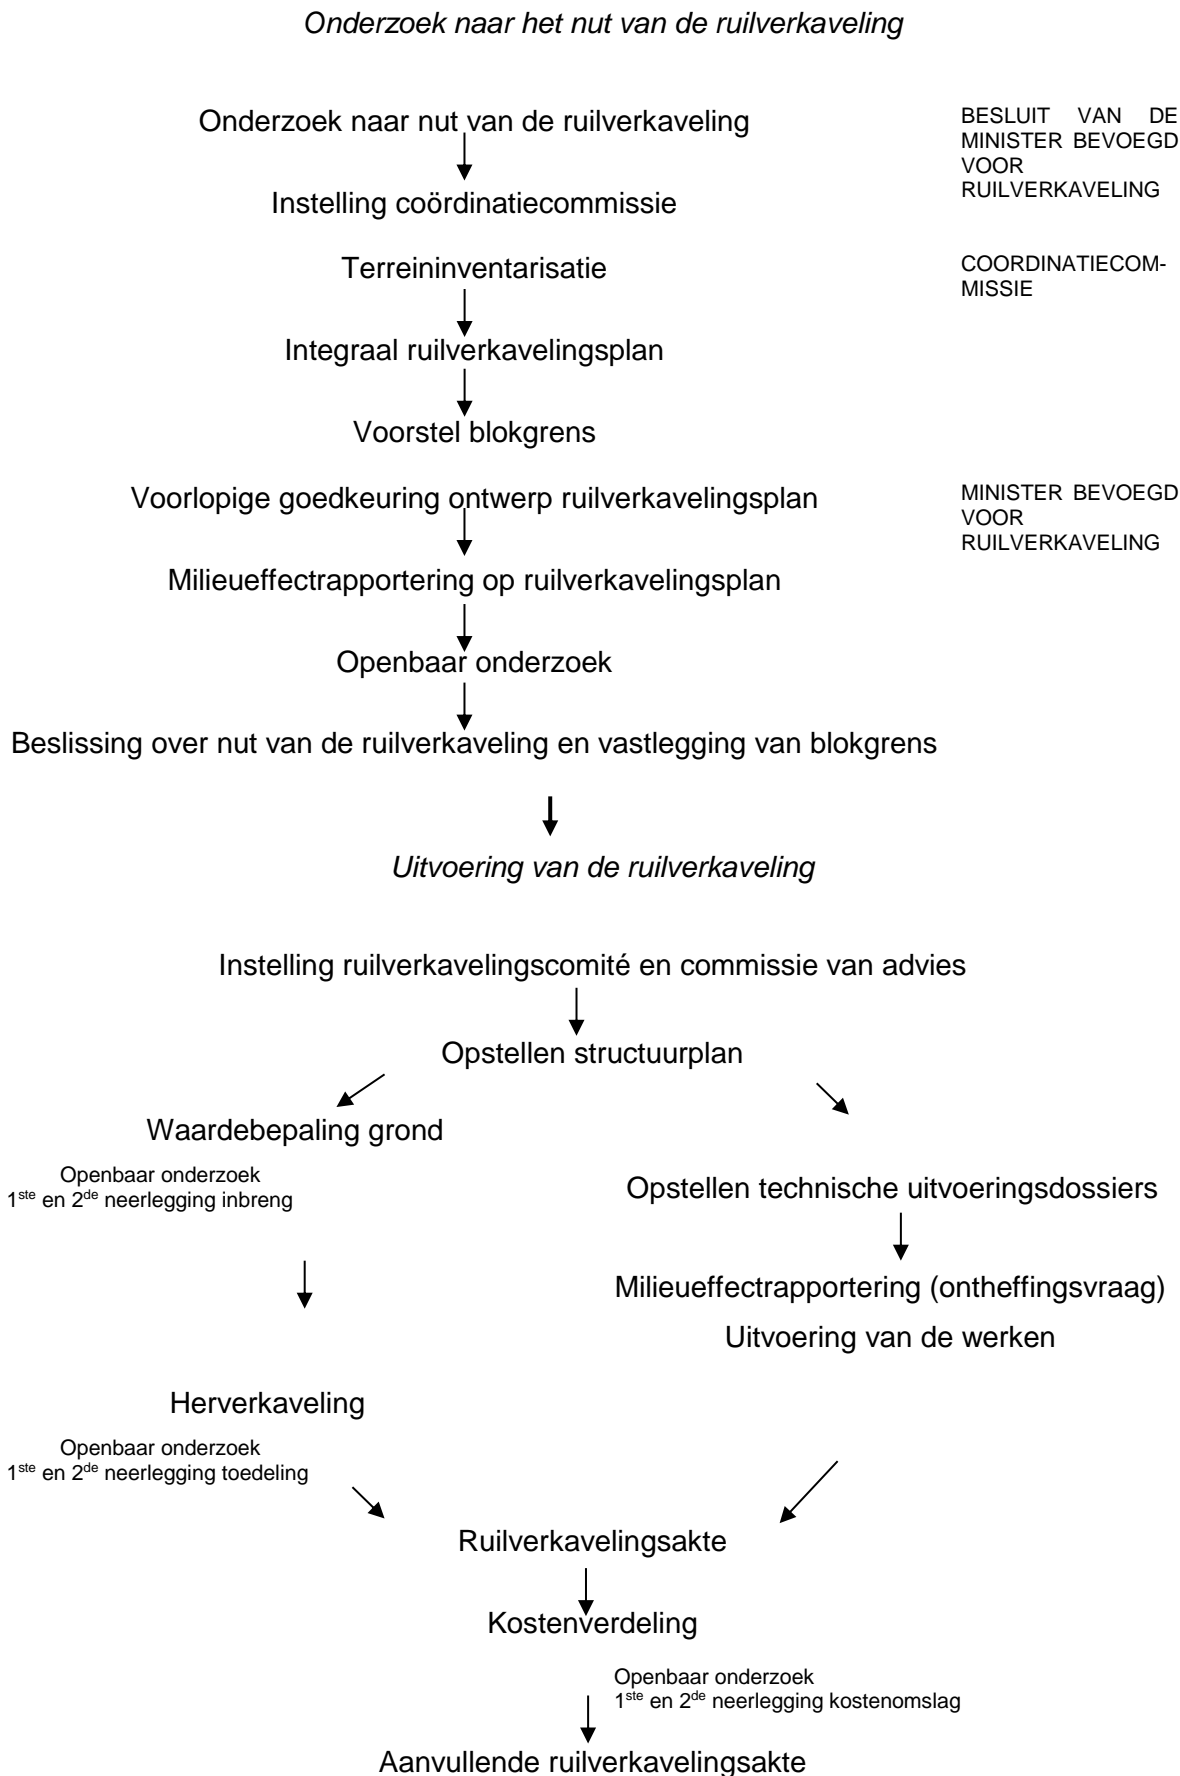 Onderzoek naar het nut van de ruilverkaveling
Onderzoek naar nut van de ruilverkaveling
BESLUIT VAN DE
MINISTER BEVOEGD
VOOR
RUILVERKAVELING
Instelling coördinatiecommissie
Terreininventarisatie
COORDINATIECOM-
MISSIE
Integraal ruilverkavelingsplan
Voorstel blokgrens
Voorlopige goedkeuring ontwerp ruilverkavelingsplan
MINISTER BEVOEGD
VOOR
RUILVERKAVELING
Milieueffectrapportering op ruilverkavelingsplan
Openbaar onderzoek
Beslissing over nut van de ruilverkaveling en vastlegging van blokgrens
Uitvoering van de ruilverkaveling
Instelling ruilverkavelingscomité en commissie van advies
Opstellen structuurplan
Waardebepaling grond
Openbaar onderzoek
1ste en 2de neerlegging inbreng
Opstellen technische uitvoeringsdossiers
Milieueffectrapportering (ontheffingsvraag)
Uitvoering van de werken
Herverkaveling
Openbaar onderzoek
1ste en 2de neerlegging toedeling
Ruilverkavelingsakte
Kostenverdeling
Openbaar onderzoek
1ste en 2de neerlegging kostenomslag
Aanvullende ruilverkavelingsakte